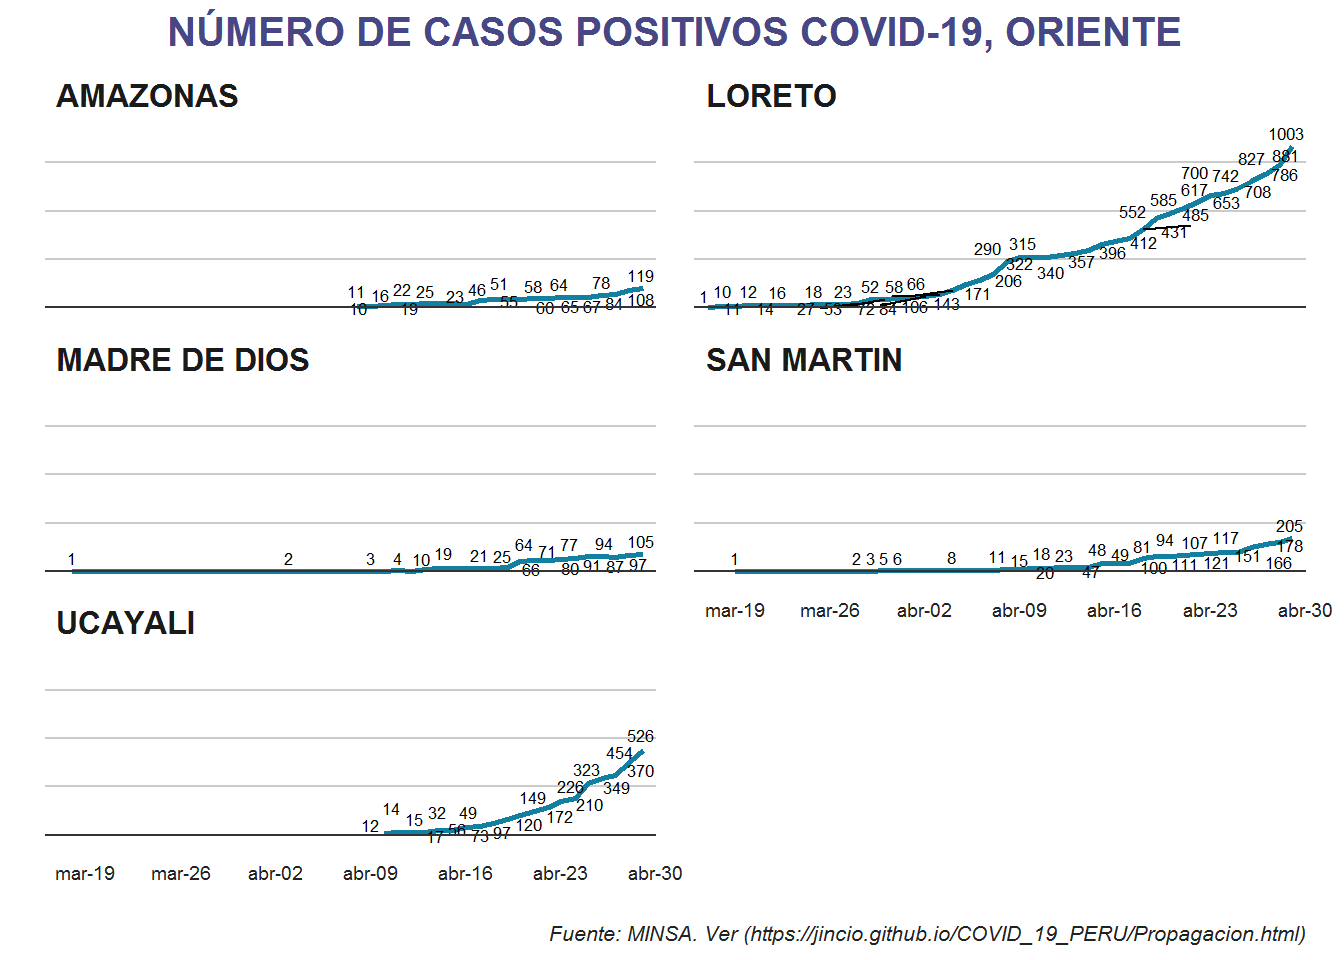 NÚMERO DE CASOS POSITIVOS COVID-19, ORIENTE
AMAZONAS
11 16 22 25 23 46 51 58 64 78 119
10 19 55 60 65 67 84 108
LORETO
1003
827 881
700 742 786
552 585 617 708
653
485
431
290 315 412
322 340 357 396
206
1 10 12 16 18 23 52 58 66 171
11 14 27 53 72 84 106 143
MADRE DE DIOS
1 2 3 4 10 19 21 25 64 71 77 94 105
66 80 91 87 97
SAN MARTIN
1 2 3 5 6 8 11 15 18 23 48 49 81 94 107 117 205
20 47 100 111 121 151 166 178
mar-19 mar-26 abr-02 abr-09 abr-16 abr-23 abr-30
UCAYALI
526
454
323 370
226 349
149 210
12 14 15 32 49 172
17 56 73 97 120
mar-19 mar-26 abr-02 abr-09 abr-16 abr-23 abr-30
Fuente: MINSA. Ver (https://jincio.github.io/COVID_19_PERU/Propagacion.html)